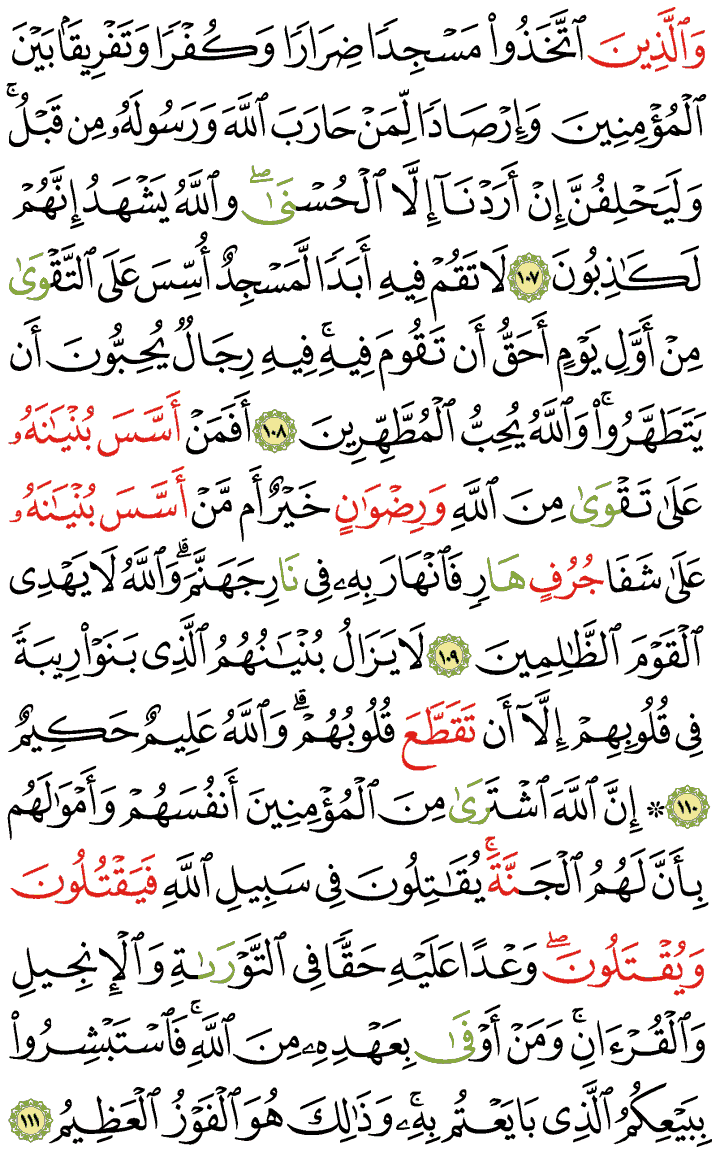 وَٱلَّذِينَ ٱتَّخَذُوا۟ مَسْجِدًا ضِرَارًا وَكُفْرًا وَتَفْرِيقًۢا بَيْنَ
ٱلْمُؤْمِنِينَ وَإِرْصَادًا لِّمَنْ حَارَبَ ٱللَّهَ وَرَسُولَهُۥ مِن قَبْلُ ۚ
وَلَيَحْلِفُنَّ إِنْ أَرَدْنَآ إِلَّا ٱلْحُسْنَىٰ ۖ وَٱللَّهُ يَشْهَدُ إِنَّهُمْ
لَكَـٰذِبُونَ ١٠٧ لَا تَقُمْ فِيهِ أَبَدًا لَّمَسْجِدٌ أُسِّسَ عَلَى ٱلتَّقْوَىٰ
مِنْ أَوَّلِ يَوْمٍ أَحَقُّ أَن تَقُومَ فِيهِ ۚ فِيهِ رِجَالٌ يُحِبُّونَ أَن
يَتَطَهَّرُوا۟ ۚ وَٱللَّهُ يُحِبُّ ٱلْمُطَّهِّرِينَ ١٠٨ أَفَمَنْ أَسَّسَ بُنْيَـٰنَهُۥ
عَلَىٰ تَقْوَىٰ مِنَ ٱللَّهِ وَرِضْوَٰنٍ خَيْرٌ أَم مَّنْ أَسَّسَ بُنْيَـٰنَهُۥ
عَلَىٰ شَفَا جُرُفٍ هَارٍ فَٱنْهَارَ بِهِۦ فِى نَارِ جَهَنَّمَ ۗ وَٱللَّهُ لَا يَهْدِى
ٱلْقَوْمَ ٱلظَّـٰلِمِينَ ١٠٩ لَا يَزَالُ بُنْيَـٰنُهُمُ ٱلَّذِى بَنَوْا۟ رِيبَةً
فِى قُلُوبِهِمْ إِلَّآ أَن تَقَطَّعَ قُلُوبُهُمْ ۗ وَٱللَّهُ عَلِيمٌ حَكِيمٌ
١١٠ ۞ إِنَّ ٱللَّهَ ٱشْتَرَىٰ مِنَ ٱلْمُؤْمِنِينَ أَنفُسَهُمْ وَأَمْوَٰلَهُم
بِأَنَّ لَهُمُ ٱلْجَنَّةَ ۚ يُقَـٰتِلُونَ فِى سَبِيلِ ٱللَّهِ فَيَقْتُلُونَ
وَيُقْتَلُونَ ۖ وَعْدًا عَلَيْهِ حَقًّا فِى ٱلتَّوْرَىٰةِ وَٱلْإِنجِيلِ
وَٱلْقُرْءَانِ ۚ وَمَنْ أَوْفَىٰ بِعَهْدِهِۦ مِنَ ٱللَّهِ ۚ فَٱسْتَبْشِرُوا۟
بِبَيْعِكُمُ ٱلَّذِى بَايَعْتُم بِهِۦ ۚ وَذَٰلِكَ هُوَ ٱلْفَوْزُ ٱلْعَظِيمُ ١١١